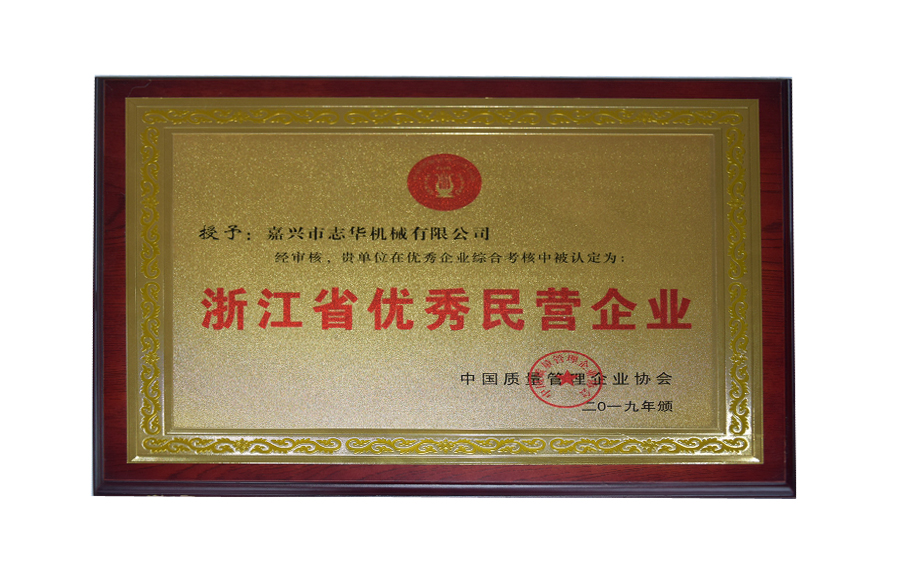 授予：嘉兴市志华机械有限公司
经审核，贵单位在优秀企业综合考核中被认定为：
浙江省优秀民营企业
中国质量管理企业协会
二0一九年颁